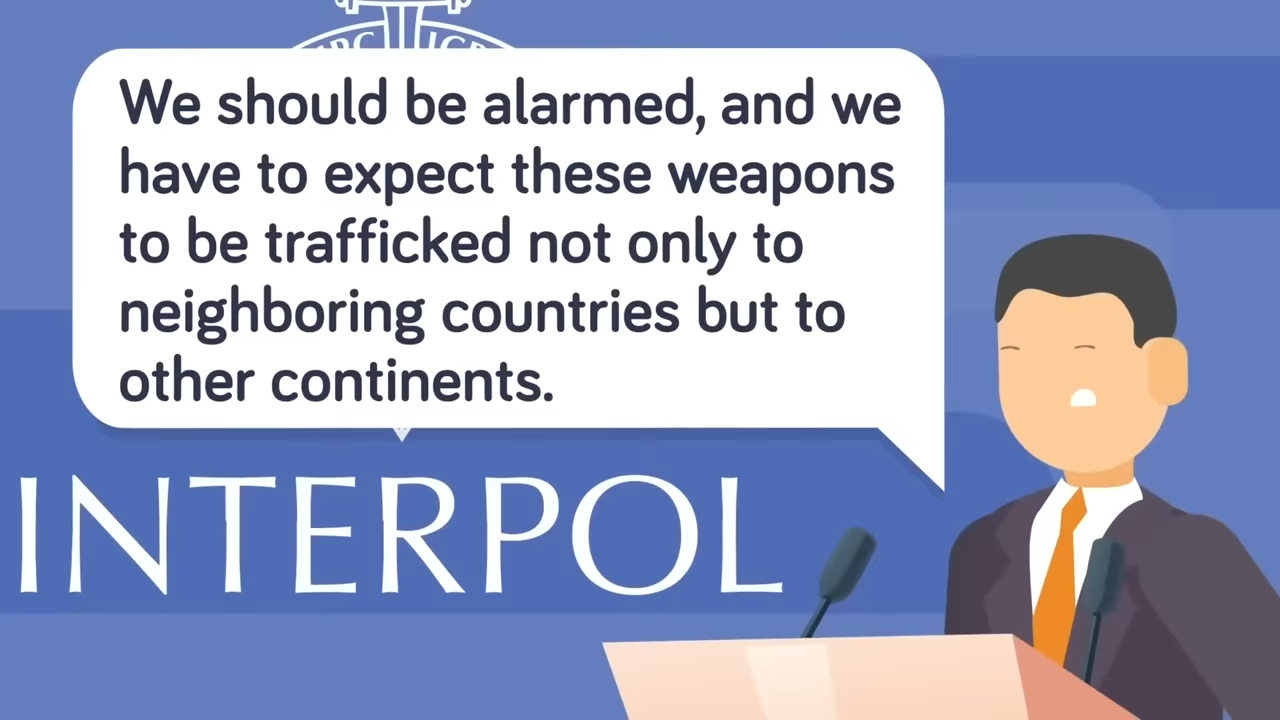 We should be alarmed, and we
have to expect these weapons
to be trafficked not only to
neighboring countries but to
other continents.
INTERPOL